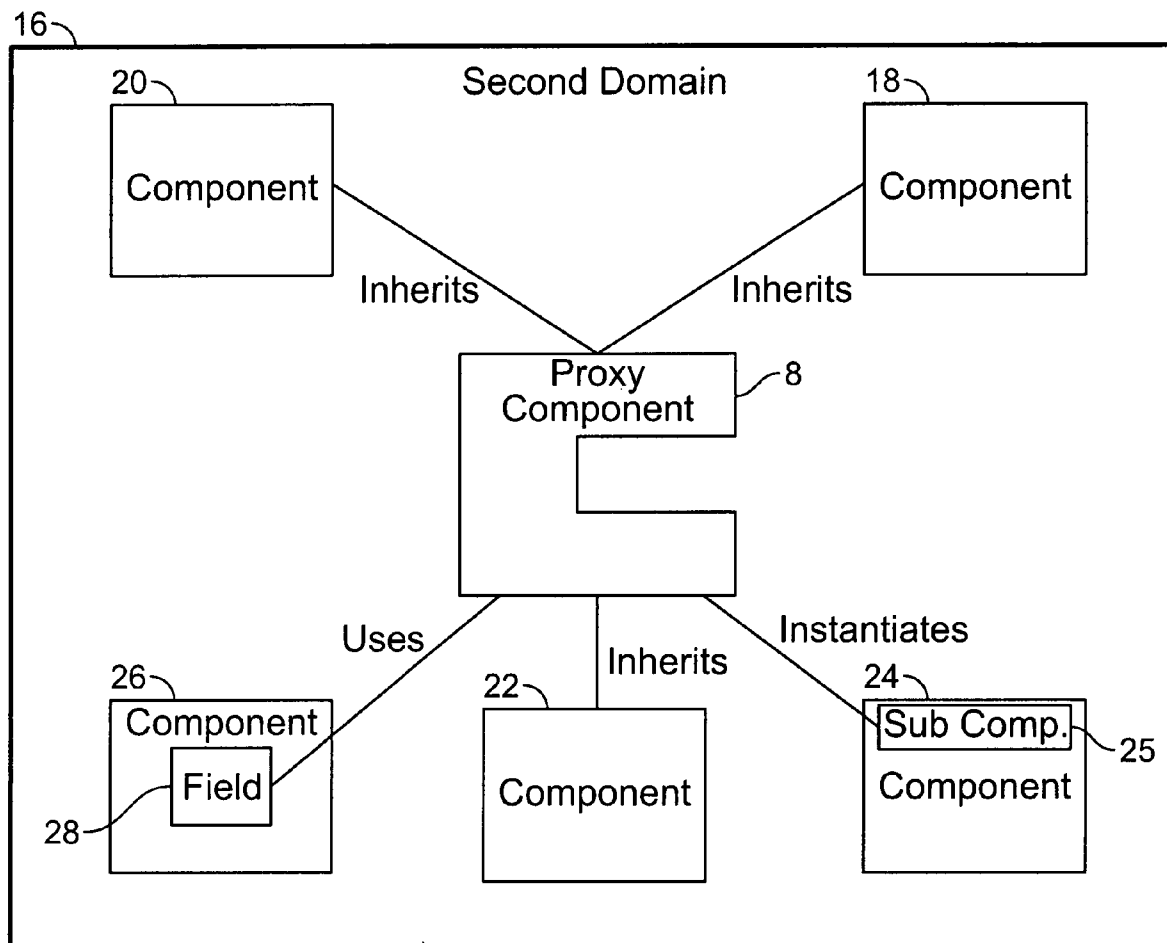 16
Second Domain
20
18
Component
Component
Inherits
Inherits
Proxy
Component
8
Uses
Inherits
Instantiates
26
22
24
Component
Sub Comp.
25
Field
28
Component
Component